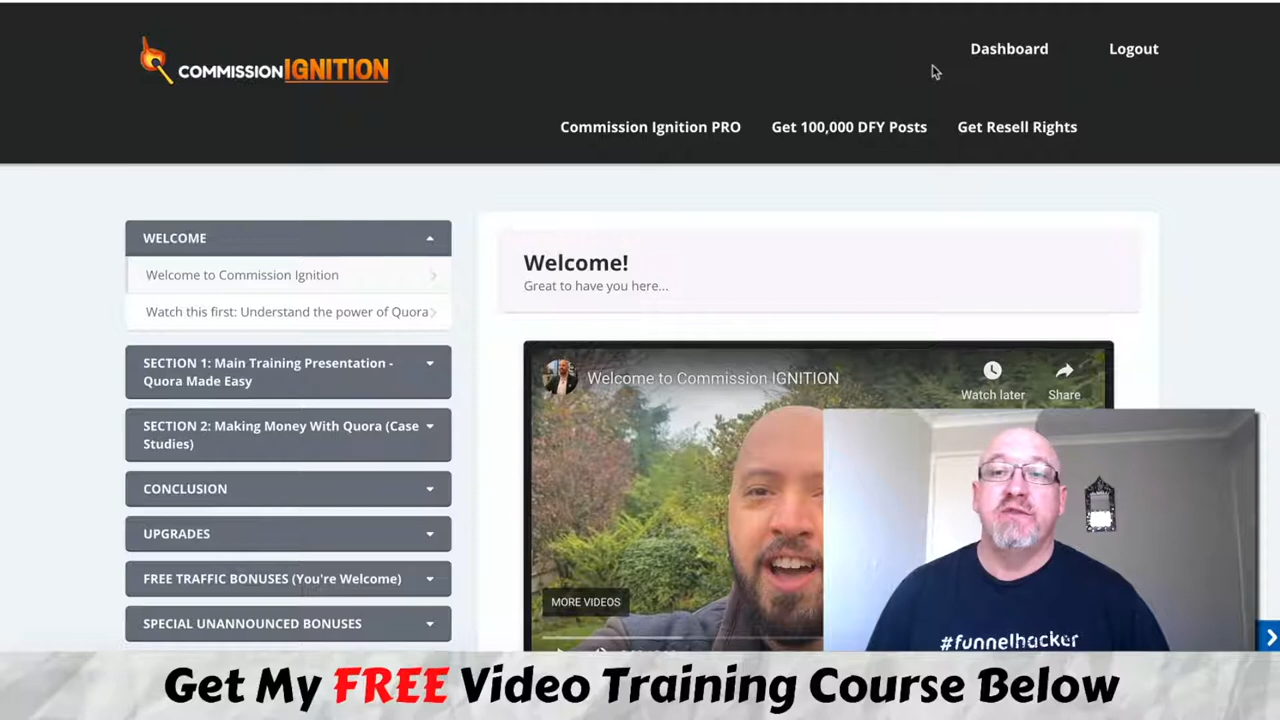 Dashboard
Logout
COMMISSIONIGNITION
Commission Ignition PRO
Get 100,000 DFY Posts
Get Resell Rights
WELCOME
Welcome to Commission Ignition
Watch this first: Understand the power of Quora
SECTION 1: Main Training Presentation -
Quora Made Easy
SECTION 2: Making Money With Quora (Case
Studies)
CONCLUSION
UPGRADES
FREE TRAFFIC BONUSES (You're Welcome)
SPECIAL UNANNOUNCED BONUSES
Welcome!
Great to have you here...
Welcome to Commission IGNITION
Watch later
Share
MORE VIDEOS
#funnelhacker
Get My FREE Video Training Course Below